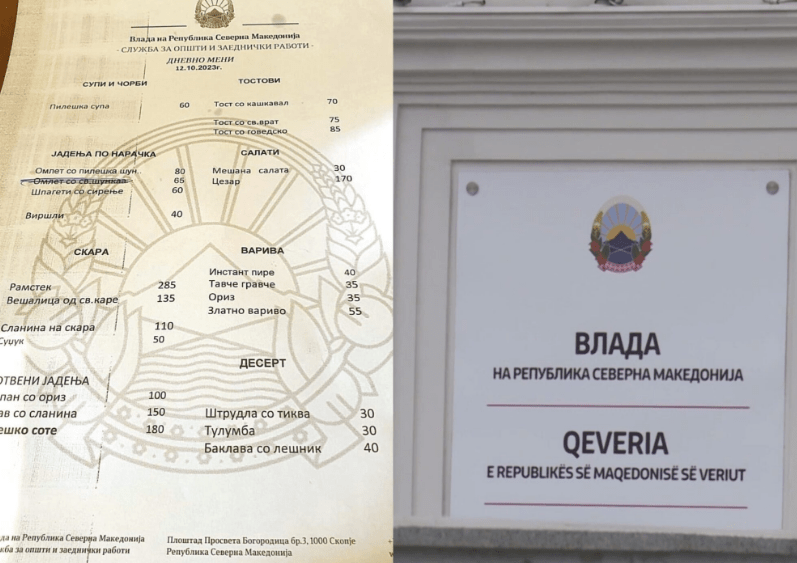 Влада на Република Северна Македонија
- СЛУЖБА ЗА ОПШТИ И ЗАЕДНИЧКИ РАБОТИ -
ДНЕВНО МЕНИ
12.10.2023г.
СУПИ И ЧОРБИ
Пилешка супа 60
ТОСТОВИ
Тост со кашкавал 70
Тост со св.врат 75
Тост со говедско 85
ЈАДЕЊА ПО НАРАЧКА
Омлет со пилешка шун. 80
Омлет со св.шунка 65
Шпагети со сирење 60
Виршли 40
САЛАТИ
Мешана салата 30
Цезар 170
СКАРА
Рамстек 285
Вешалица од св.каре 135
Сланина на скара 110
Суџук 50
ВАРИВА
Инстант пире 40
Тавче гравче 35
Ориз 35
Златно вариво 55
ЈАДЕЊА
со ориз 100
со сланина 150
соте 180
ДЕСЕРТ
Штрудла со тиква 30
Тулумба 30
Баклава со лешник 40
на Република Северна Македонија
за општи и заеднички работи
Плоштад Просвета Богородица бр.3, 1000 Скопје
Република Северна Македонија
ВЛАДА
НА РЕПУБЛИКА СЕВЕРНА МАКЕДОНИЈА
QEVERIA
E REPUBLIKËS SË MAQEDONISË SË VERIUT